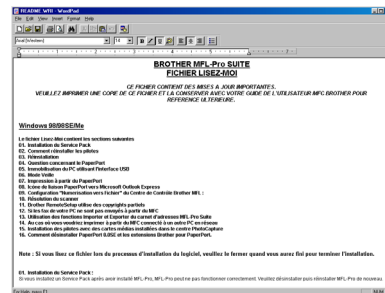 README.WRI - WordPad
File Edit View Insert Format Help
Arial (Western)
14
BROTHER MFL-Pro SUITE
FICHIER LISEZ-MOI
CE FICHIER CONTIENT DES MISES A JOUR IMPORTANTES.
VEUILLEZ IMPRIMER UNE COPIE DE CE FICHIER ET LA CONSERVER AVEC VOTRE GUIDE DE L'UTILISATEUR MFC BROTHER POUR
REFERENCE ULTERIEURE.
Windows 98/98SE/Me
Le fichier Lisez-Moi contient les sections suivantes
01. Installation de Service Pack
02. Comment réinstaller les pilotes
03. Réinstallation
04. Question concernant le PaperPort
05. Immobilisation du PC utilisant l'interface USB
06. Mode Veille
07. Impression à partir du PaperPort
08. Icône de liaison PaperPort vers Microsoft Outlook Express
09. Configuration "Numérisation vers fichier" du Centre de Contrôle Brother MFL :
10. Résolution du scanner
11. Brother RemoteSetup utilise des copyrights partiels
12. Si les fax de votre PC ne sont pas envoyés à partir du MFC
13. Utilisation des fonctions Importer et Exporter du carnet d'adresses MFL-Pro Suite
14. Au cas où vous voudriez imprimer à partir du MFC connecté à un autre PC en réseau
15. Installation des pilotes avec des cartes médias installées dans le centre PhotoCapture
16. Comment désinstaller PaperPort 8.0SE et les extensions Brother pour PaperPort.
Note : Si vous lisez ce fichier lors du processus d'installation, veuillez le fermer quand vous aurez fini pour terminer l'installation.
01. Installation de Service Pack :
Si vous installez un Service Pack après avoir installé MFL-Pro, MFL-Pro peut ne pas fonctionner correctement. Veuillez désinstaller puis réinstaller MFL-Pro de nouveau.
For Help, press F1
NUM